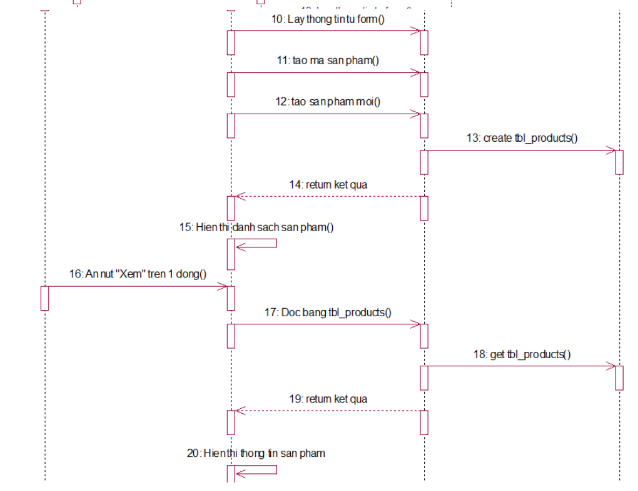 10: Lay thong tin tu form()
11: tao ma san pham()
12: tao san pham moi()
13: create tbl_products()
14: return ket qua
15: Hien thi danh sach san pham()
16: An nut "Xem" tren 1 dong()
17: Doc bang tbl_products()
18: get tbl_products()
19: return ket qua
20: Hien thi thong tin san pham